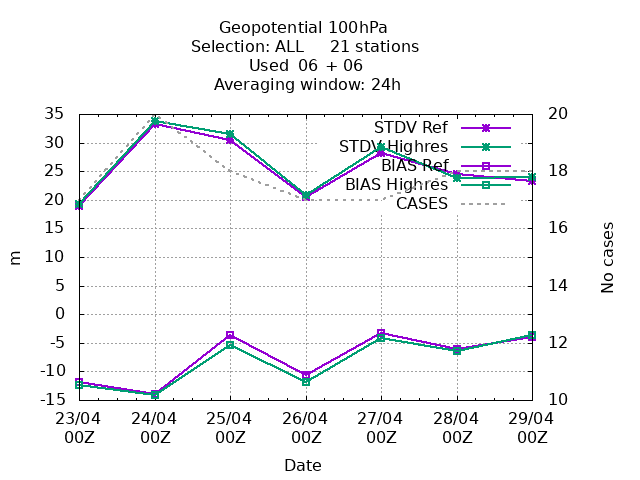 Geopotential 100hPa
Selection: ALL 21 stations
Used 06 + 06
Averaging window: 24h
35 20
30
25 18
20
15 16
10
5 14
0
-5 12
-10
-15 10
STDV Ref
STDV Highres
BIAS Ref
BIAS Highres
CASES
m
No cases
23/04 24/04 25/04 26/04 27/04 28/04 29/04
00Z 00Z 00Z 00Z 00Z 00Z 00Z
Date